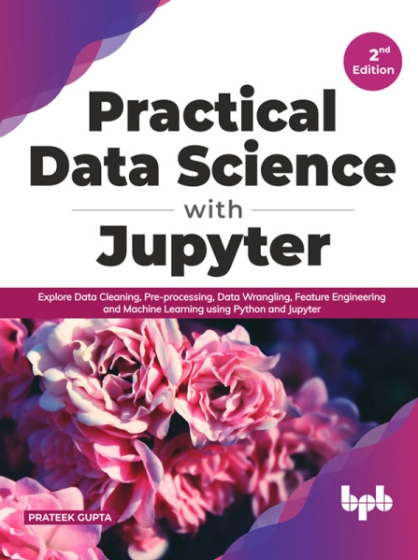 2nd
Edition
Practical
Data Science
with
Jupyter
Explore Data Cleaning, Pre-processing, Data Wrangling, Feature Engineering
and Machine Learning using Python and Jupyter
PRATEEK GUPTA
bpb